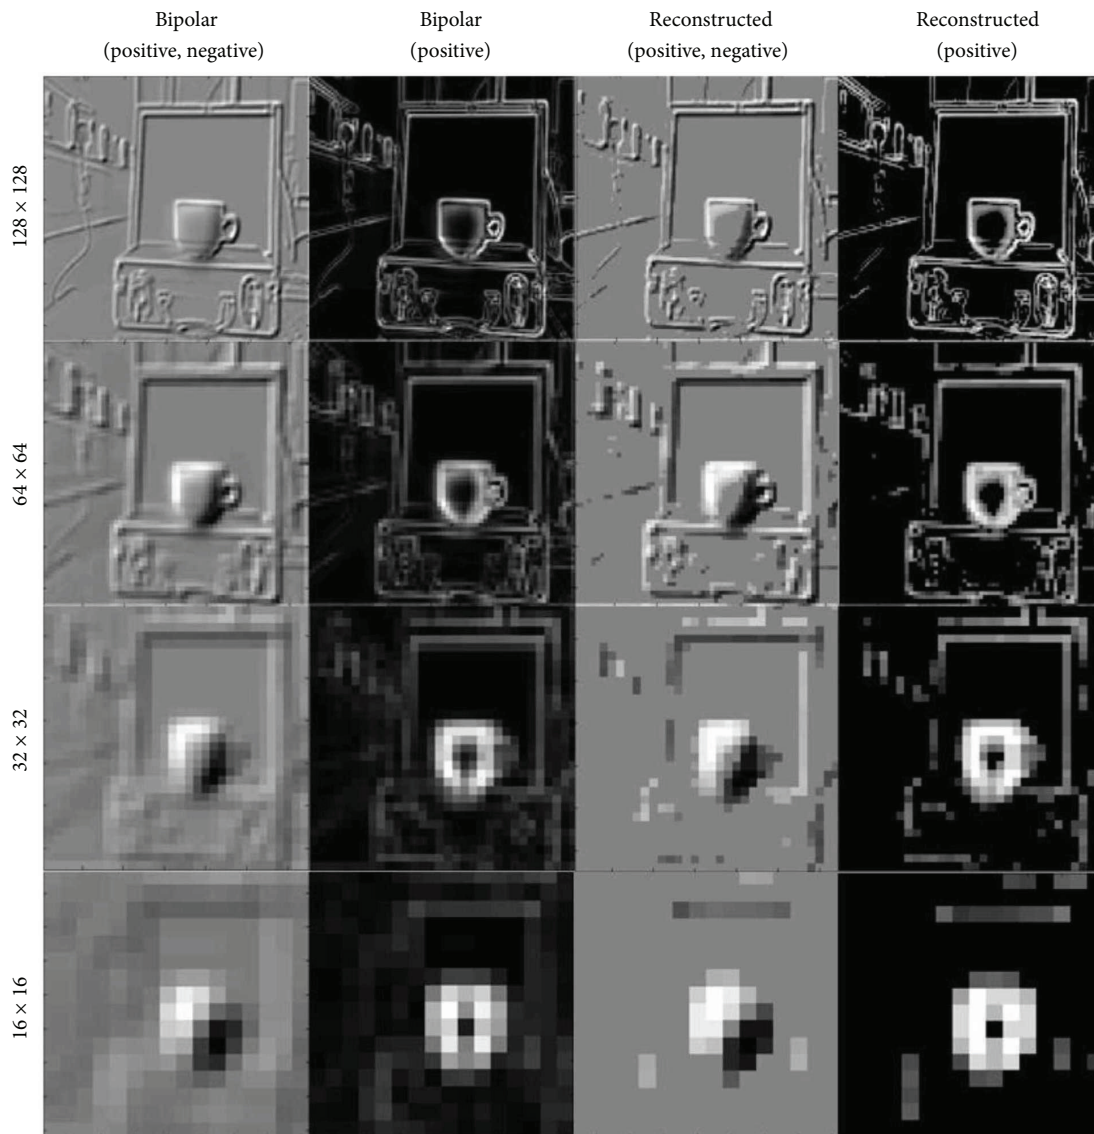 Bipolar
(positive, negative)
Bipolar
(positive)
Reconstructed
(positive, negative)
Reconstructed
(positive)
128 × 128
64 × 64
32 × 32
16 × 16